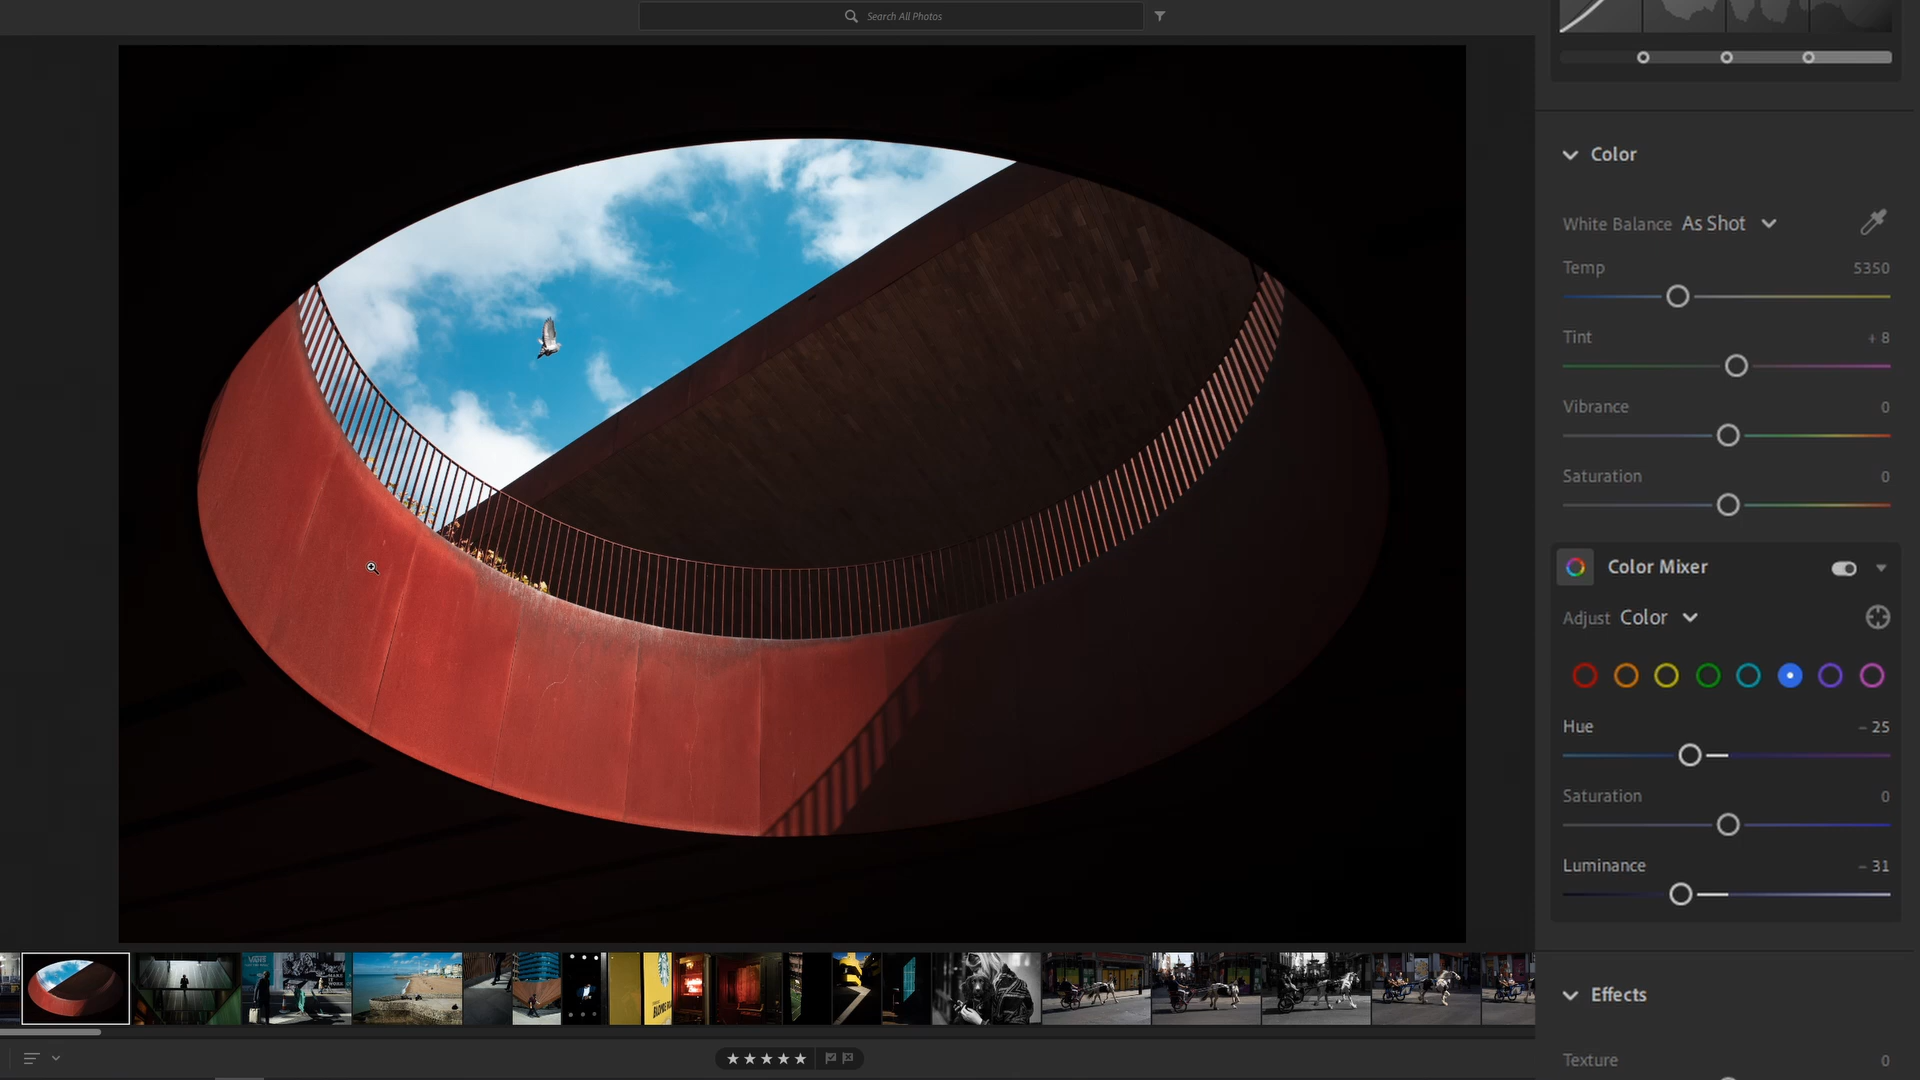 Search All Photos
Color
White Balance As Shot
Temp 5350
Tint + 8
Vibrance 0
Saturation 0
Color Mixer
Adjust Color
Hue - 25
Saturation 0
Luminance - 31
Effects
Texture 0
VANS